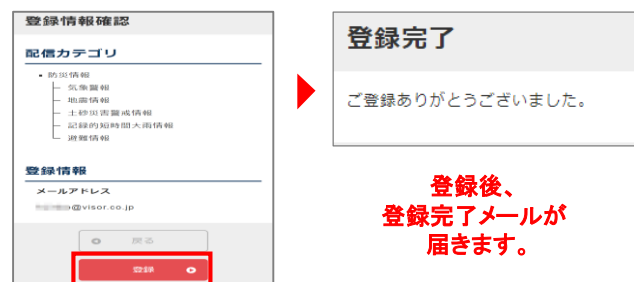 登録情報確認
配信カテゴリ
防災情報
気象警報
地震情報
土砂災害警戒情報
記録的短時間大雨情報
避難情報
登録情報
メールアドレス
@visor.co.jp
戻る
登録
登録完了
ご登録ありがとうございました。
登録後、
登録完了メールが
届きます。